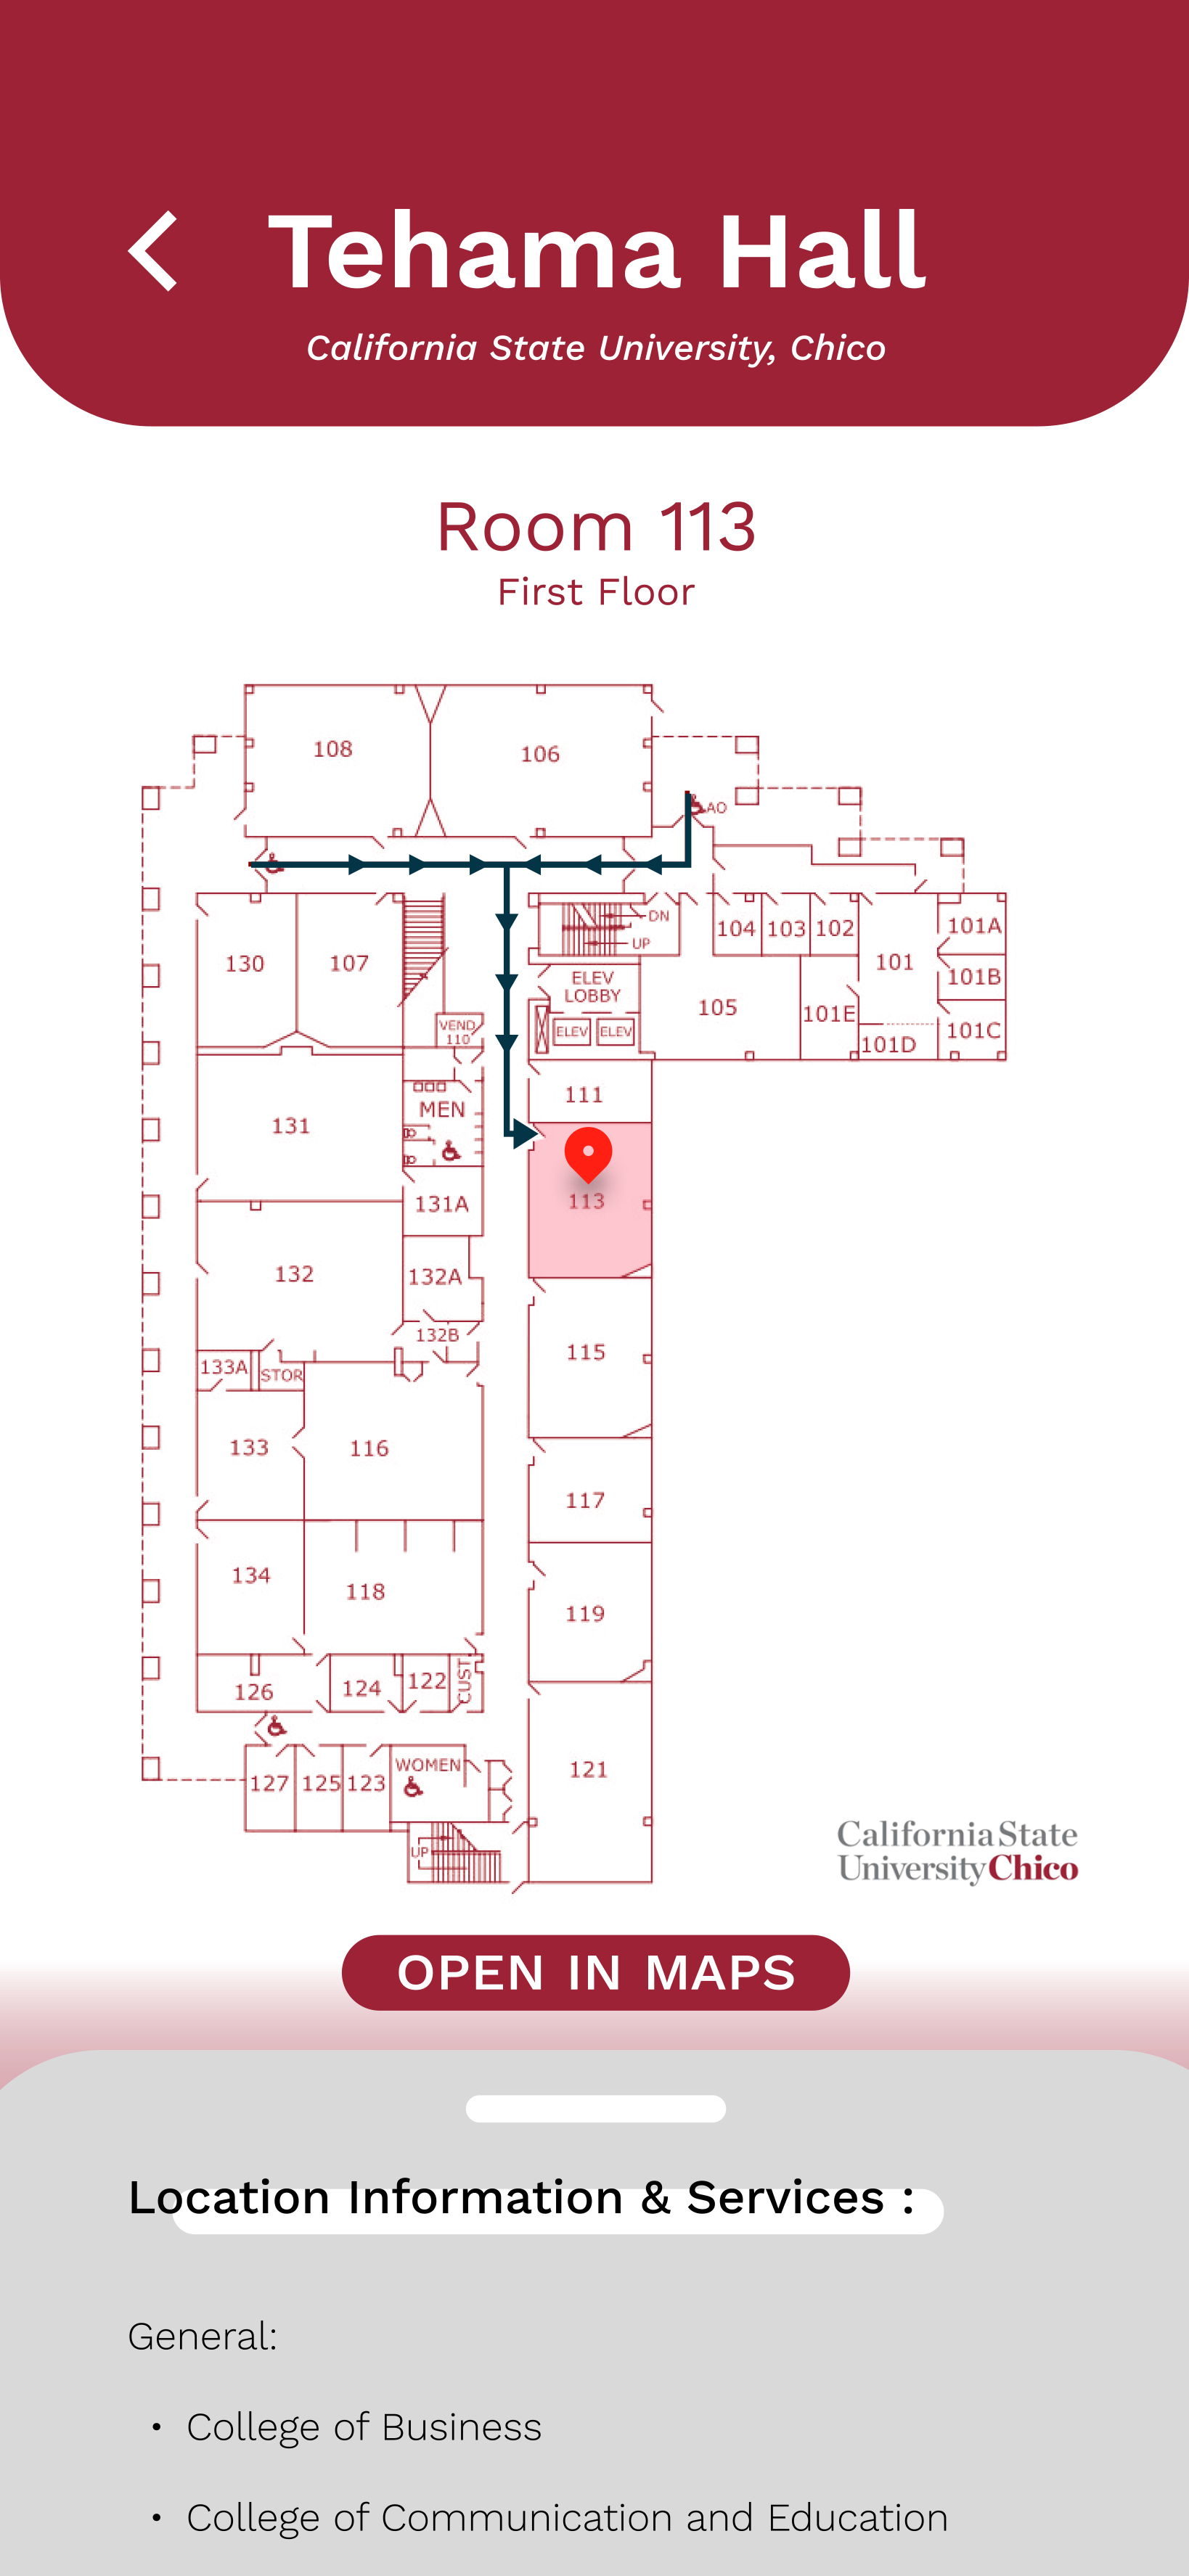 Tehama Hall
California State University, Chico
Room 113
First Floor
108
106
AO
DN
UP
104
103
102
101
101A
130
107
ELEV
LOBBY
101B
105
101E
101C
VEND
110
ELEV
ELEV
101D
111
MEN
131
113
131A
132
132A
132B
115
133A
STOR
133
116
117
134
118
119
126
124
122
CUST
127
125
123
WOMEN
121
UP
California State
University Chico
OPEN IN MAPS
Location Information & Services :
General:
• College of Business
• College of Communication and Education